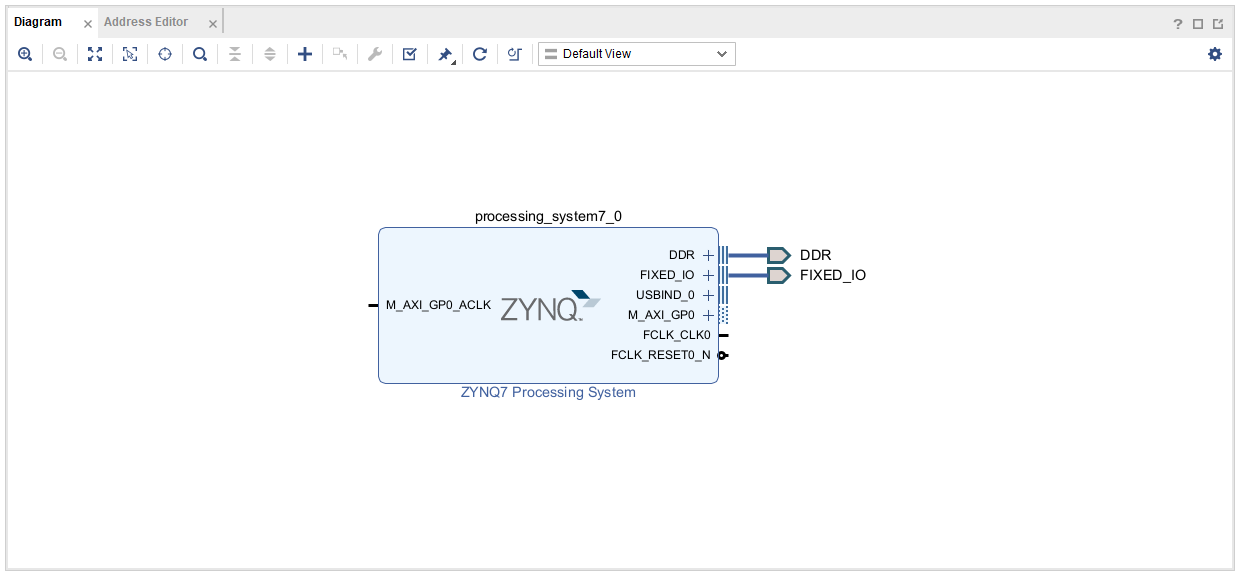 Diagram
Address Editor
?
Default View
processing_system7_0
DDR
FIXED_IO
USBIND_0
M_AXI_GP0
FCLK_CLK0
FCLK_RESET0_N
M_AXI_GP0_ACLK
ZYNQ
ZYNQ7 Processing System
DDR
FIXED_IO